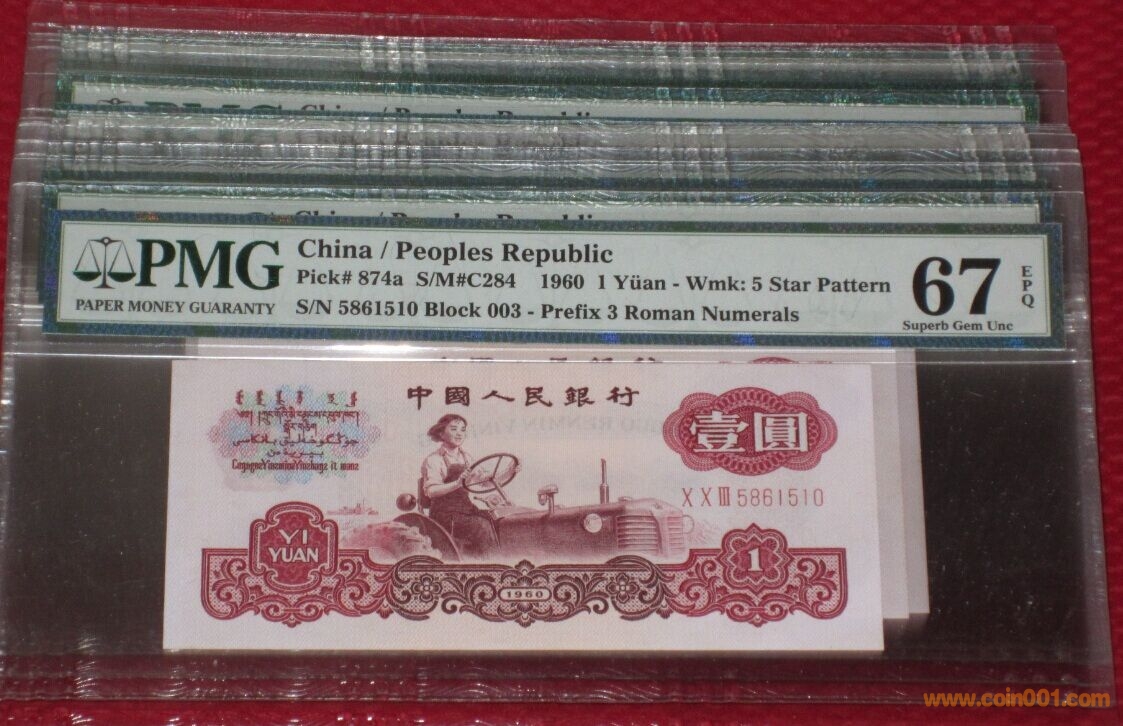 PMG
China / Peoples Republic
Pick# 874a S/M#C284 1960 1 Yüan - Wmk: 5 Star Pattern
PAPER MONEY GUARANTY
S/N 5861510 Block 003 - Prefix 3 Roman Numerals
67
EPQ
Superb Gem Unc
中國人民銀行
壹圓
XXIII 5861510
YI
YUAN
1960
1
www.coin001.com